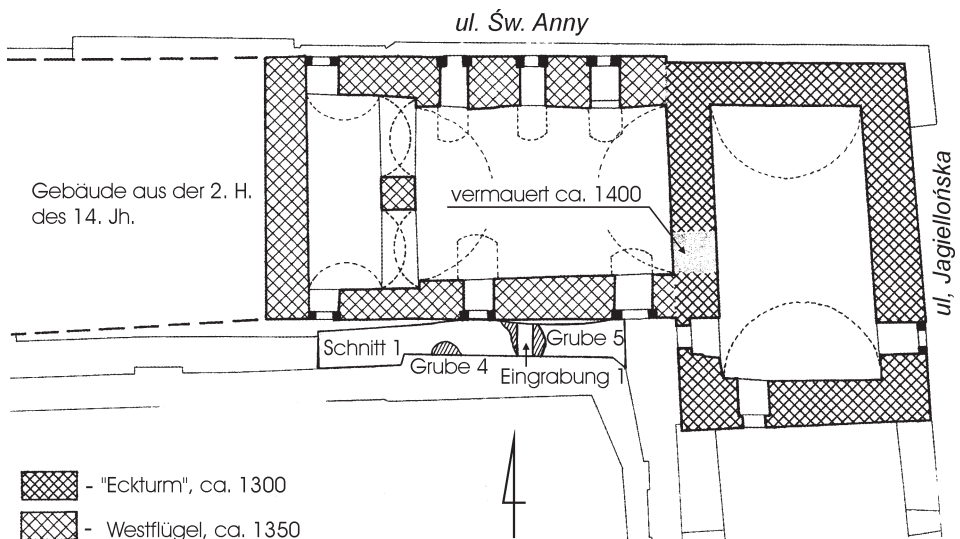 ul. Św. Anny
Gebäude aus der 2. H.
des 14. Jh.
vermauert ca. 1400
ul, Jagiellońska
Schnitt 1
Grube 4
Eingrabung 1
Grube 5
- "Eckturm", ca. 1300
- Westflügel, ca. 1350